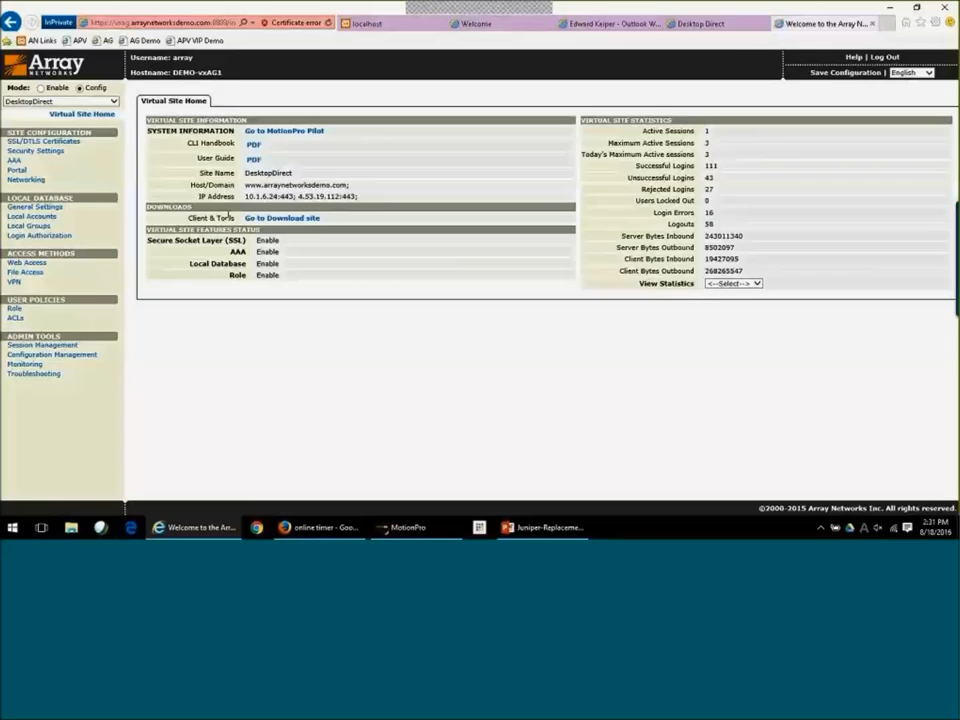 InPrivate
Certificate error
localhost
Welcome
Edward Keiper - Outlook W...
Desktop Direct
Welcome to the Array N...
AN Links
APV
AG
AG Demo
APV VIP Demo
Array
NETWORKS
Username: array
Hostname: DEMO-vxAG1
Help | Log Out
Save Configuration | English
Mode: Enable Config
DesktopDirect
Virtual Site Home
SITE CONFIGURATION
SSL/DTLS Certificates
Security Settings
AAA
Portal
Networking
LOCAL DATABASE
General Settings
Local Accounts
Local Groups
Login Authorization
ACCESS METHODS
Web Access
File Access
VPN
USER POLICIES
Role
ACLs
ADMIN TOOLS
Session Management
Configuration Management
Monitoring
Troubleshooting
Virtual Site Home
VIRTUAL SITE INFORMATION
SYSTEM INFORMATION Go to MotionPro Pilot
CLI Handbook PDF
User Guide PDF
Site Name DesktopDirect
Host/Domain www.arraynetworksdemo.com;
IP Address 10.1.6.24:443; 4.53.19.112:443;
DOWNLOADS
Client & Tools Go to Download site
VIRTUAL SITE FEATURES STATUS
Secure Socket Layer (SSL) Enable
AAA Enable
Local Database Enable
Role Enable
VIRTUAL SITE STATISTICS
Active Sessions 1
Maximum Active Sessions 3
Today's Maximum Active sessions 3
Successful Logins 111
Unsuccessful Logins 43
Rejected Logins 27
Users Locked Out 0
Login Errors 16
Logouts 58
Server Bytes Inbound 243011340
Server Bytes Outbound 8502097
Client Bytes Inbound 19427095
Client Bytes Outbound 268265547
View Statistics <--Select-->
©2000-2015 Array Networks Inc. All rights reserved.
Welcome to the Arr...
online timer - Goo...
MotionPro
Juniper-Replaceme...
2:31 PM
8/18/2015